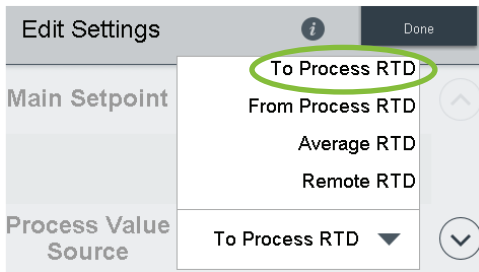 Edit Settings
i
Done
To Process RTD
Main Setpoint
From Process RTD
Average RTD
Remote RTD
Process Value
Source
To Process RTD